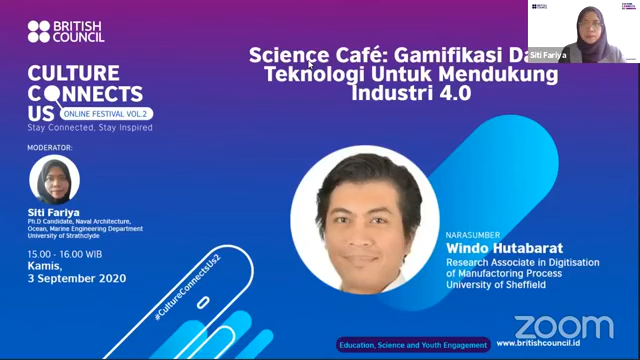 BRITISH
COUNCIL
CULTURE
CONNECTS
US ONLINE FESTIVAL VOL.2
Stay Connected, Stay Inspired
MODERATOR:
Siti Fariya
Ph.D Candidate, Naval Architecture,
Ocean, Marine Engineering Department
University of Strathclyde
15.00 - 16.00 WIB
Kamis,
3 September 2020
#CultureConnectsUs2
Science Café: Gamifikasi Da
Teknologi Untuk Mendukung
Industri 4.0
NARASUMBER
Windo Hutabarat
Research Associate in Digitisation
of Manufactoring Process
University of Sheffield
Education, Science and Youth Engagement
www.britishcouncil.id
zoom
Siti Fariya